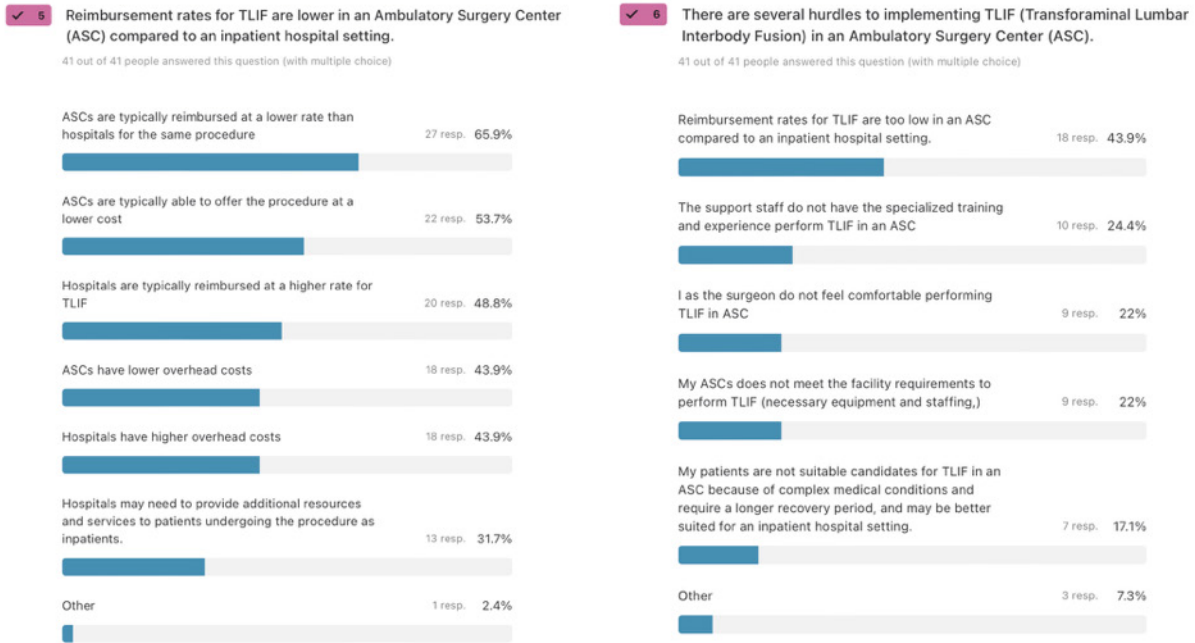 5
Reimbursement rates for TLIF are lower in an Ambulatory Surgery Center
(ASC) compared to an inpatient hospital setting.
41 out of 41 people answered this question (with multiple choice)
ASCs are typically reimbursed at a lower rate than
hospitals for the same procedure
27 resp. 65.9%
ASCs are typically able to offer the procedure at a
lower cost
22 resp. 53.7%
Hospitals are typically reimbursed at a higher rate for
TLIF
20 resp. 48.8%
ASCs have lower overhead costs
18 resp. 43.9%
Hospitals have higher overhead costs
18 resp. 43.9%
Hospitals may need to provide additional resources
and services to patients undergoing the procedure as
inpatients.
13 resp. 31.7%
Other
1 resp. 2.4%
6
There are several hurdles to implementing TLIF (Transforaminal Lumbar
Interbody Fusion) in an Ambulatory Surgery Center (ASC).
41 out of 41 people answered this question (with multiple choice)
Reimbursement rates for TLIF are too low in an ASC
compared to an inpatient hospital setting.
18 resp. 43.9%
The support staff do not have the specialized training
and experience perform TLIF in an ASC
10 resp. 24.4%
I as the surgeon do not feel comfortable performing
TLIF in ASC
9 resp. 22%
My ASCs does not meet the facility requirements to
perform TLIF (necessary equipment and staffing,)
9 resp. 22%
My patients are not suitable candidates for TLIF in an
ASC because of complex medical conditions and
require a longer recovery period, and may be better
suited for an inpatient hospital setting.
7 resp. 17.1%
Other
3 resp. 7.3%